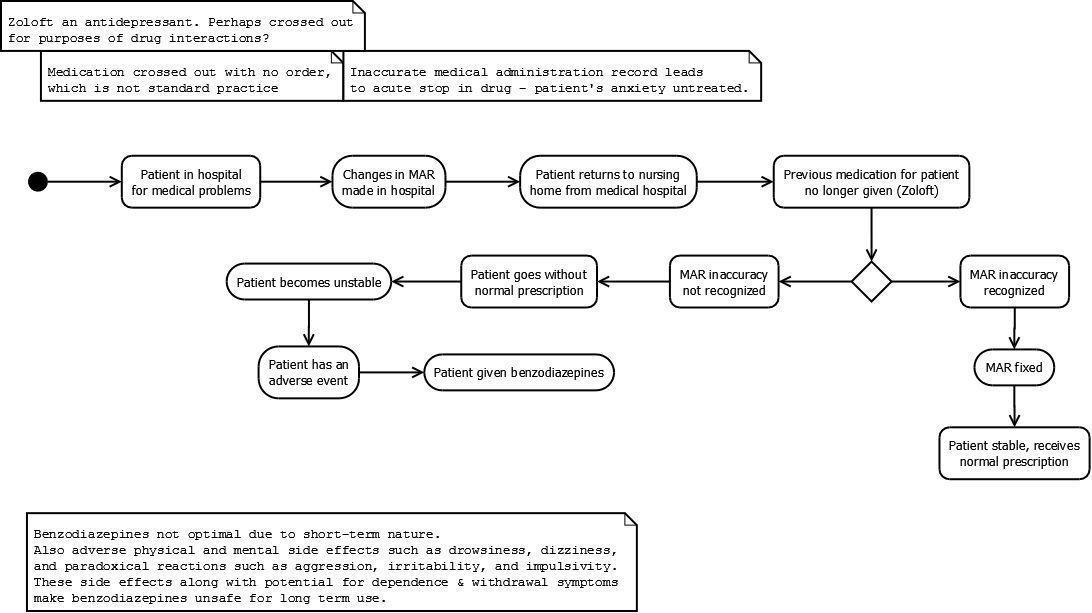 Zoloft an antidepressant. Perhaps crossed out
for purposes of drug interactions?
Medication crossed out with no order,
which is not standard practice
Inaccurate medical administration record leads
to acute stop in drug - patient's anxiety untreated.
Patient in hospital
for medical problems
Changes in MAR
made in hospital
Patient returns to nursing
home from medical hospital
Previous medication for patient
no longer given (Zoloft)
Patient becomes unstable
Patient goes without
normal prescription
MAR inaccuracy
not recognized
MAR inaccuracy
recognized
Patient has an
adverse event
Patient given benzodiazepines
MAR fixed
Patient stable, receives
normal prescription
Benzodiazepines not optimal due to short-term nature.
Also adverse physical and mental side effects such as drowsiness, dizziness,
and paradoxical reactions such as aggression, irritability, and impulsivity.
These side effects along with potential for dependence & withdrawal symptoms
make benzodiazepines unsafe for long term use.